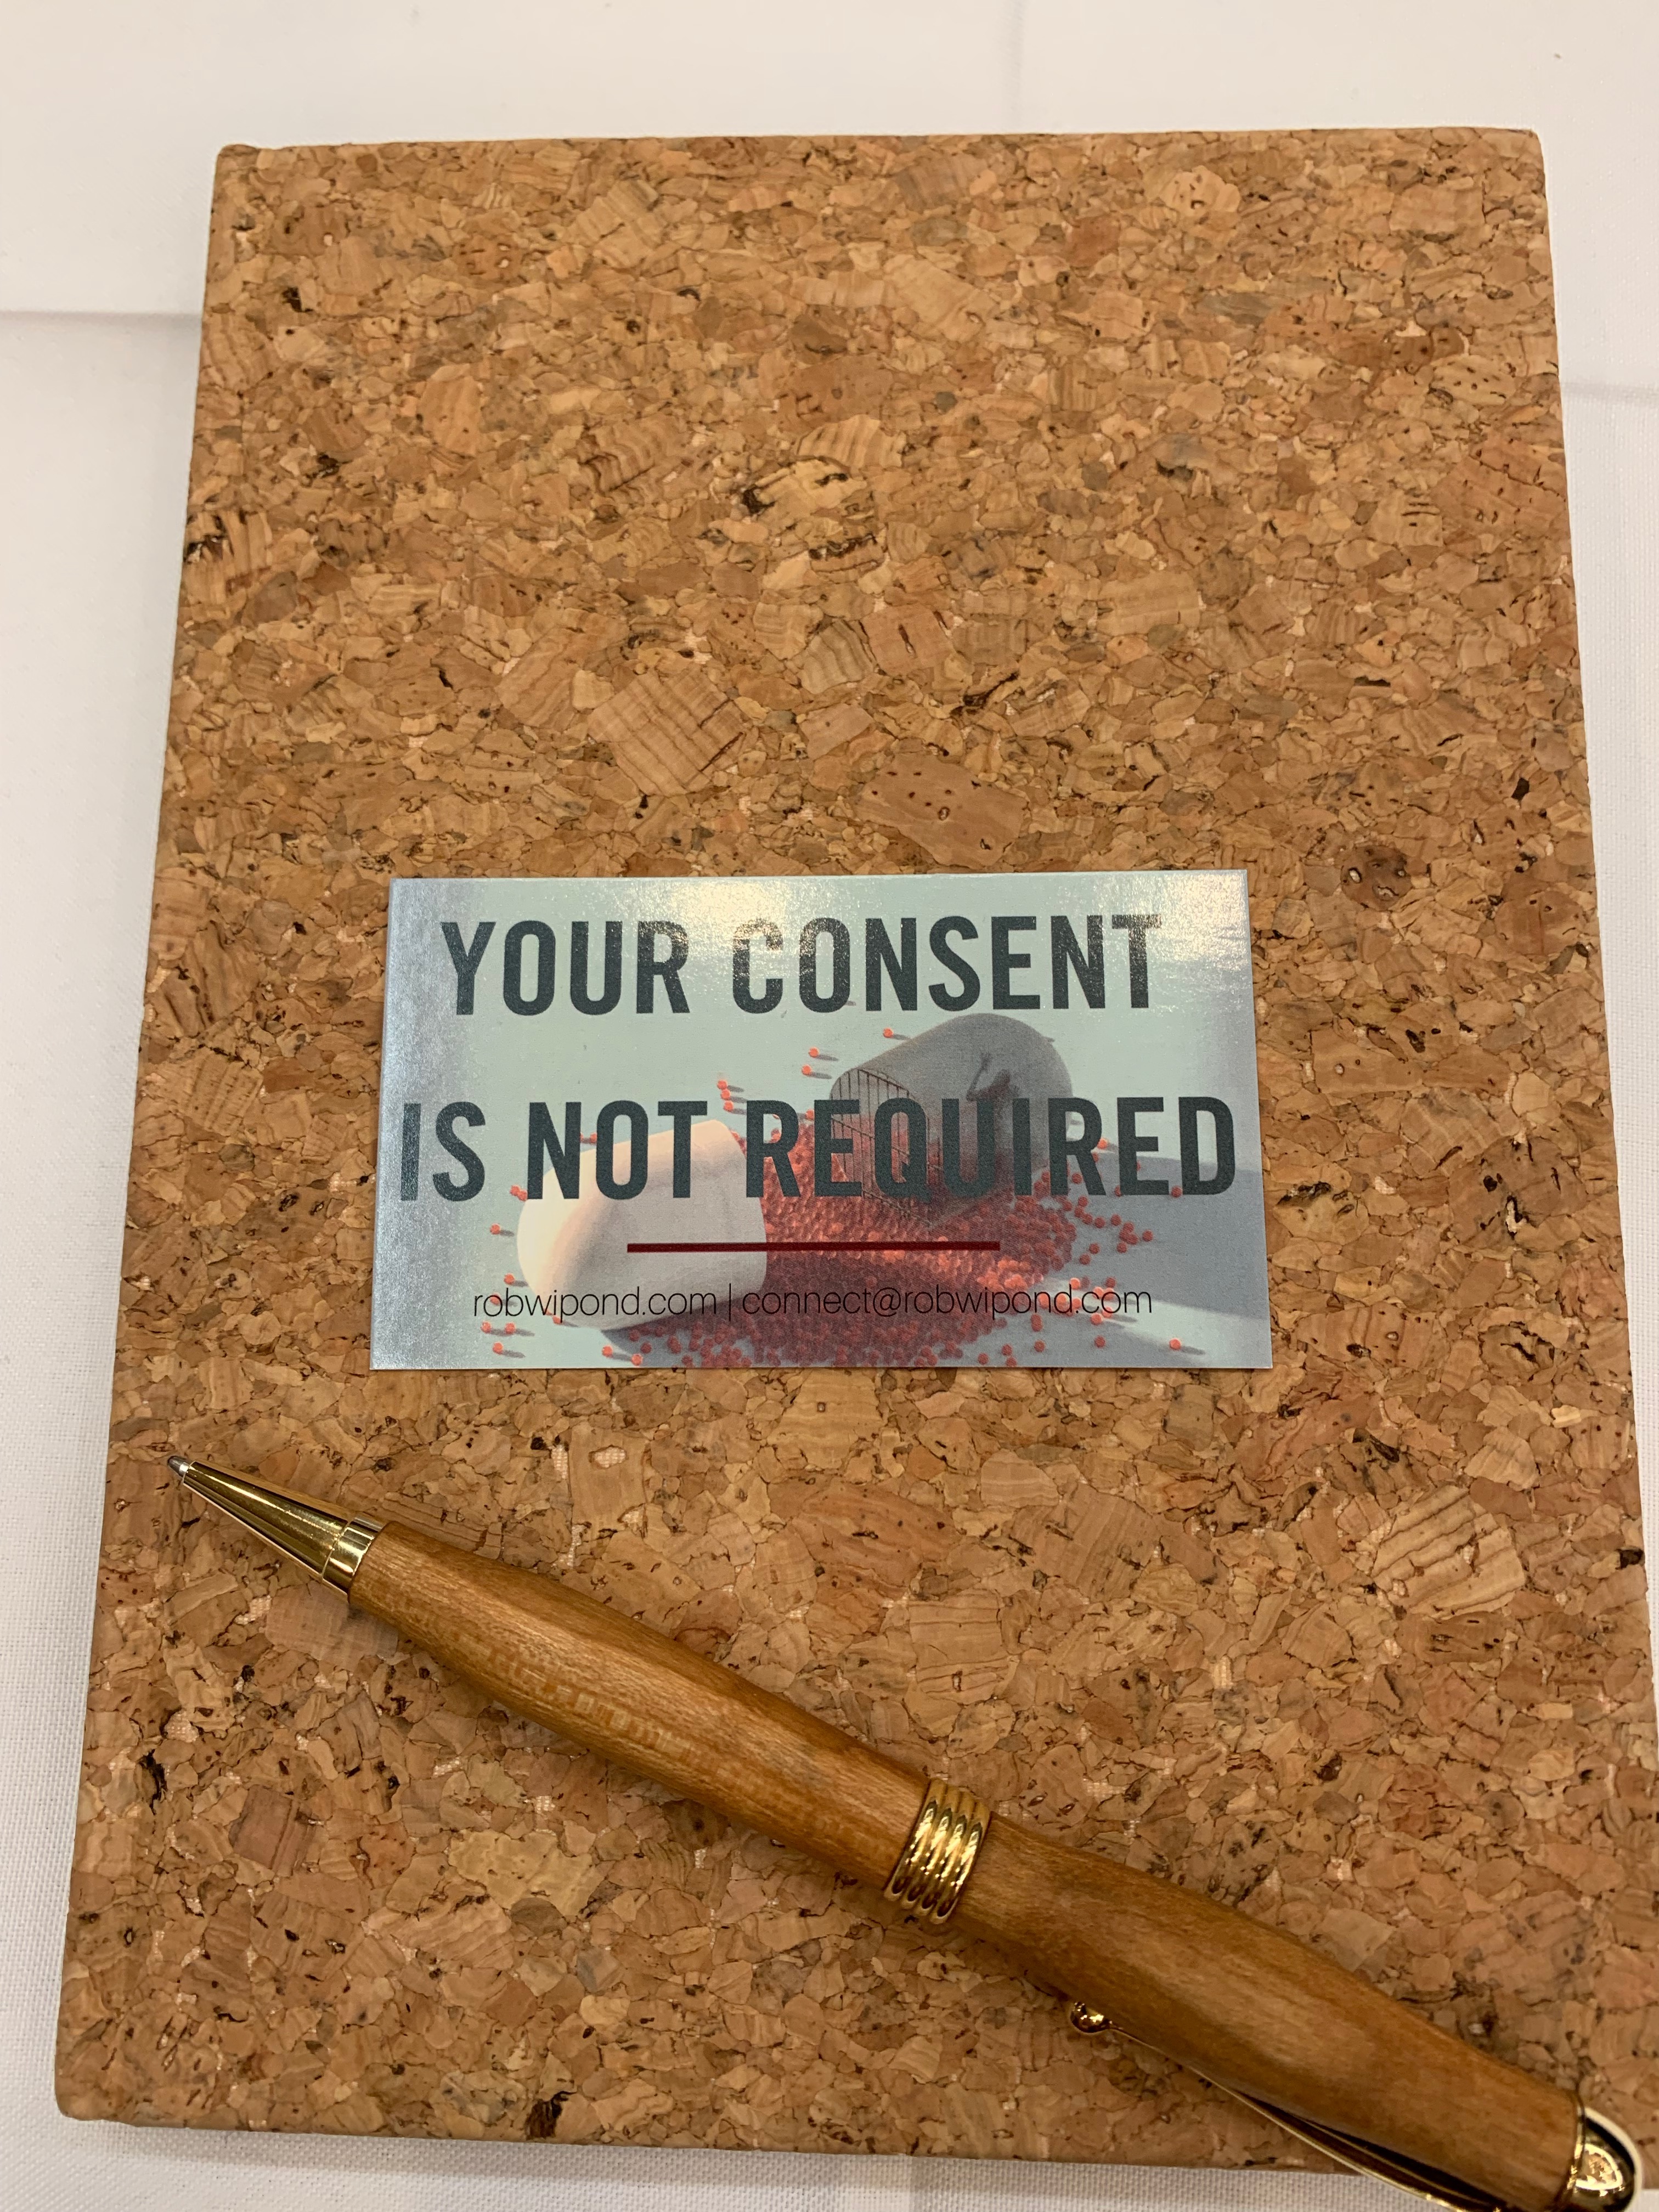 YOUR CONSENT
IS NOT REQUIRED
robwipond.com | connect@robwipond.com